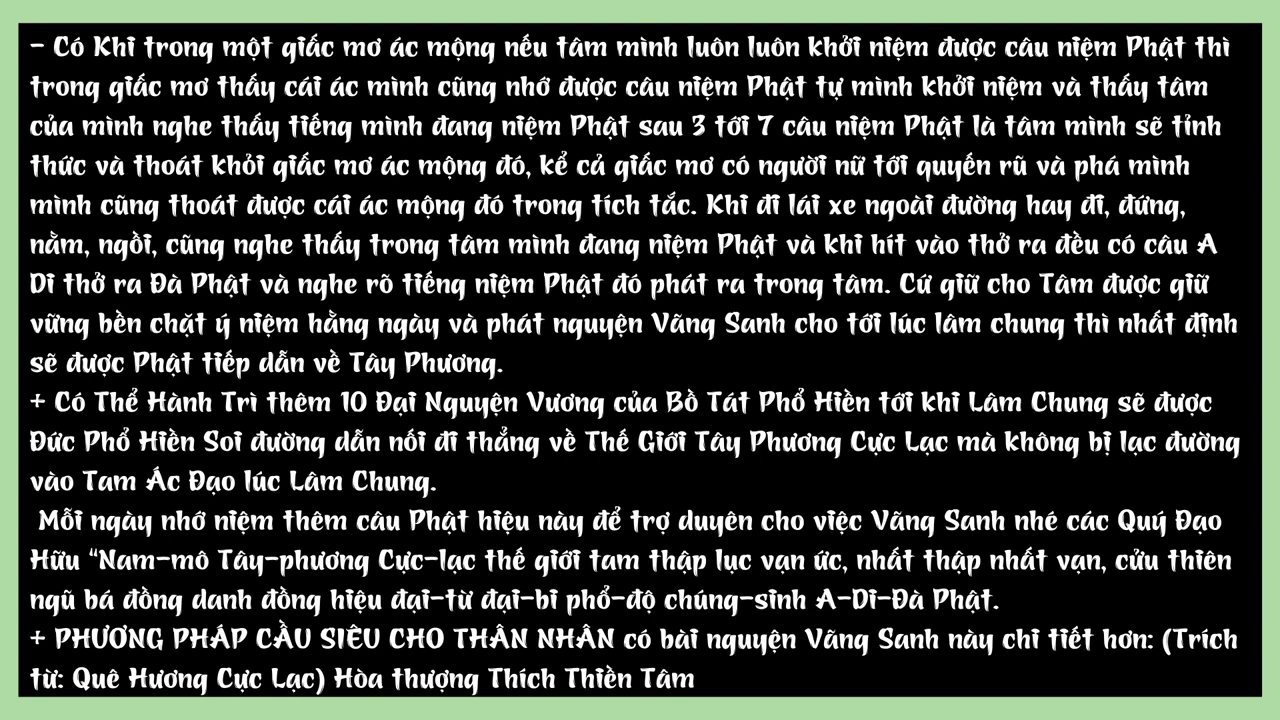 - Có Khi trong một giấc mơ ác mộng nếu tâm mình luôn luôn khởi niệm được câu niệm Phật thì
trong giấc mơ thấy cái ác mình cũng nhớ được câu niệm Phật tự mình khởi niệm và thấy tâm
của mình nghe thấy tiếng mình đang niệm Phật sau 3 tới 7 câu niệm Phật là tâm mình sẽ tỉnh
thức và thoát khỏi giấc mơ ác mộng đó, kể cả giấc mơ có người nữ tới quyến rũ và phá mình
mình cũng thoát được cái ác mộng đó trong tích tắc. Khi đi lái xe ngoài đường hay đi, đứng,
nằm, ngồi, cũng nghe thấy trong tâm mình đang niệm Phật và khi hít vào thở ra đều có câu A
Di thở ra Đà Phật và nghe rõ tiếng niệm Phật đó phát ra trong tâm. Cứ giữ cho Tâm được giữ
vững bền chặt ý niệm hằng ngày và phát nguyện Vãng Sanh cho tới lúc lâm chung thì nhất định
sẽ được Phật tiếp dẫn về Tây Phương.
+ Có Thể Hành Trì thêm 10 Đại Nguyện Vương của Bồ Tát Phổ Hiền tới khi Lâm Chung sẽ được
Đức Phổ Hiền Soi đường dẫn nối đi thẳng về Thế Giới Tây Phương Cực Lạc mà không bị lạc đường
vào Tam Ác Đạo lúc Lâm Chung.
Mỗi ngày nhớ niệm thêm câu Phật hiệu này để trợ duyên cho việc Vãng Sanh nhé các Quý Đạo
Hữu "Nam-mô Tây-phương Cực-lạc thế giới tam thập lục vạn ức, nhất thập nhất vạn, cửu thiên
ngũ bá đồng danh đồng hiệu đại-từ đại-bi phổ-độ chúng-sinh A-Di-Đà Phật.
+ PHƯƠNG PHÁP CẦU SIÊU CHO THÂN NHÂN có bài nguyện Vãng Sanh này chi tiết hơn: (Trích
từ: Quê Hương Cực Lạc) Hòa thượng Thích Thiền Tâm